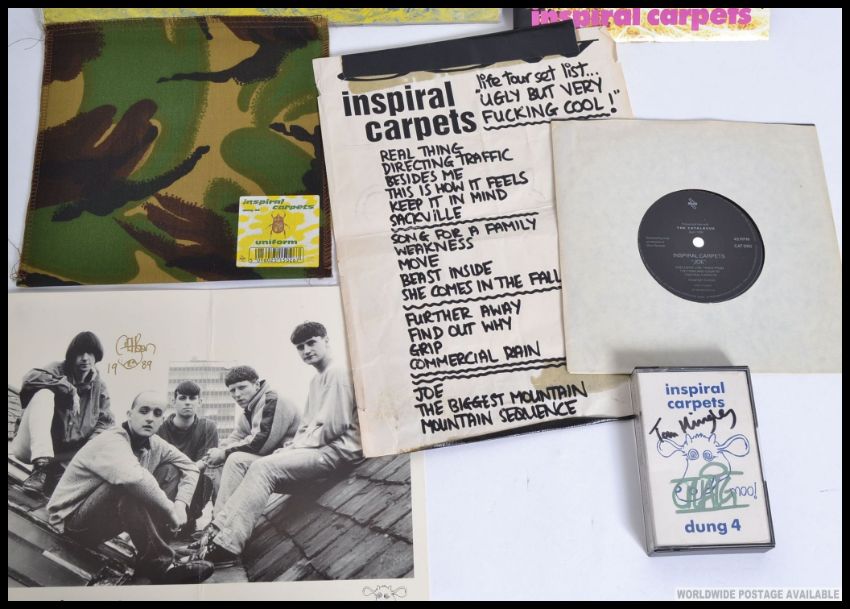 inspiral carpets
inspiral
carpets
life tour set list...
"UGLY BUT VERY
FUCKING COOL!"
REAL THING
DIRECTING TRAFFIC
BESIDES ME
THIS IS HOW IT FEELS
KEEP IT IN MIND
SACKVILLE
SONG FOR A FAMILY
WEAKNESS
MOVE
BEAST INSIDE
SHE COMES IN THE FALL
FURTHER AWAY
FIND OUT WHY
GRIP
COMMERCIAL RAIN
JOE
THE BIGGEST MOUNTAIN
MOUNTAIN SEQUENCE
inspiral
carpets
uniform
THE CATALOGUE
45 RPM
INSPIRAL CARPETS
"JOE"
1989
inspiral
carpets
moo!
dung 4
WORLDWIDE POSTAGE AVAILABLE